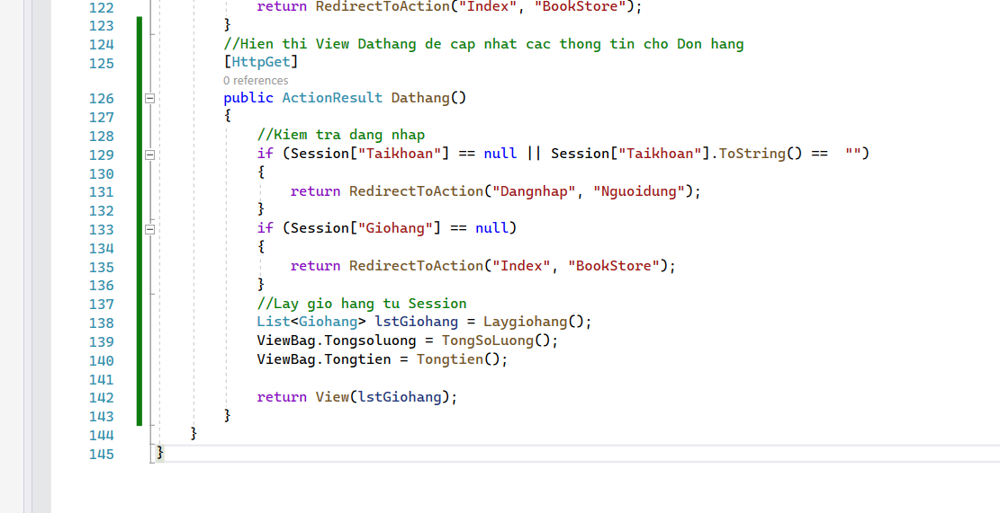 122 return RedirectToAction("Index", "BookStore");
123 }
124 //Hien thi View Dathang de cap nhat cac thong tin cho Don hang
125 [HttpGet]
0 references
126 public ActionResult Dathang()
127 {
128 //Kiem tra dang nhap
129 if (Session["Taikhoan"] == null || Session["Taikhoan"].ToString() ==  "")
130 {
131 return RedirectToAction("Dangnhap", "Nguoidung");
132 }
133 if (Session["Giohang"] == null)
134 {
135 return RedirectToAction("Index", "BookStore");
136 }
137 //Lay gio hang tu Session
138 List<Giohang> lstGiohang = Laygiohang();
139 ViewBag.Tongsoluong = TongSoLuong();
140 ViewBag.Tongtien = Tongtien();
141
142 return View(lstGiohang);
143 }
144 }
145 }